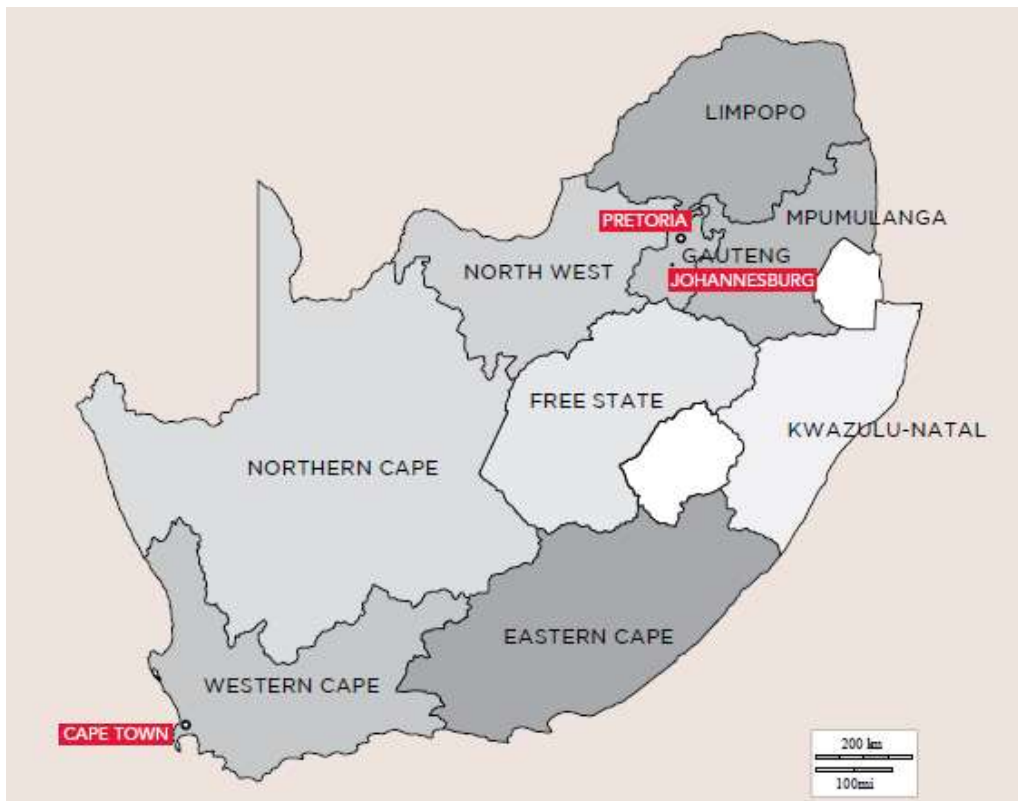 LIMPOPO
PRETORIA
MPUMULANGA
GAUTENG
NORTH WEST
JOHANNESBURG
FREE STATE
KWAZULU-NATAL
NORTHERN CAPE
EASTERN CAPE
WESTERN CAPE
CAPE TOWN
200 km
100mi